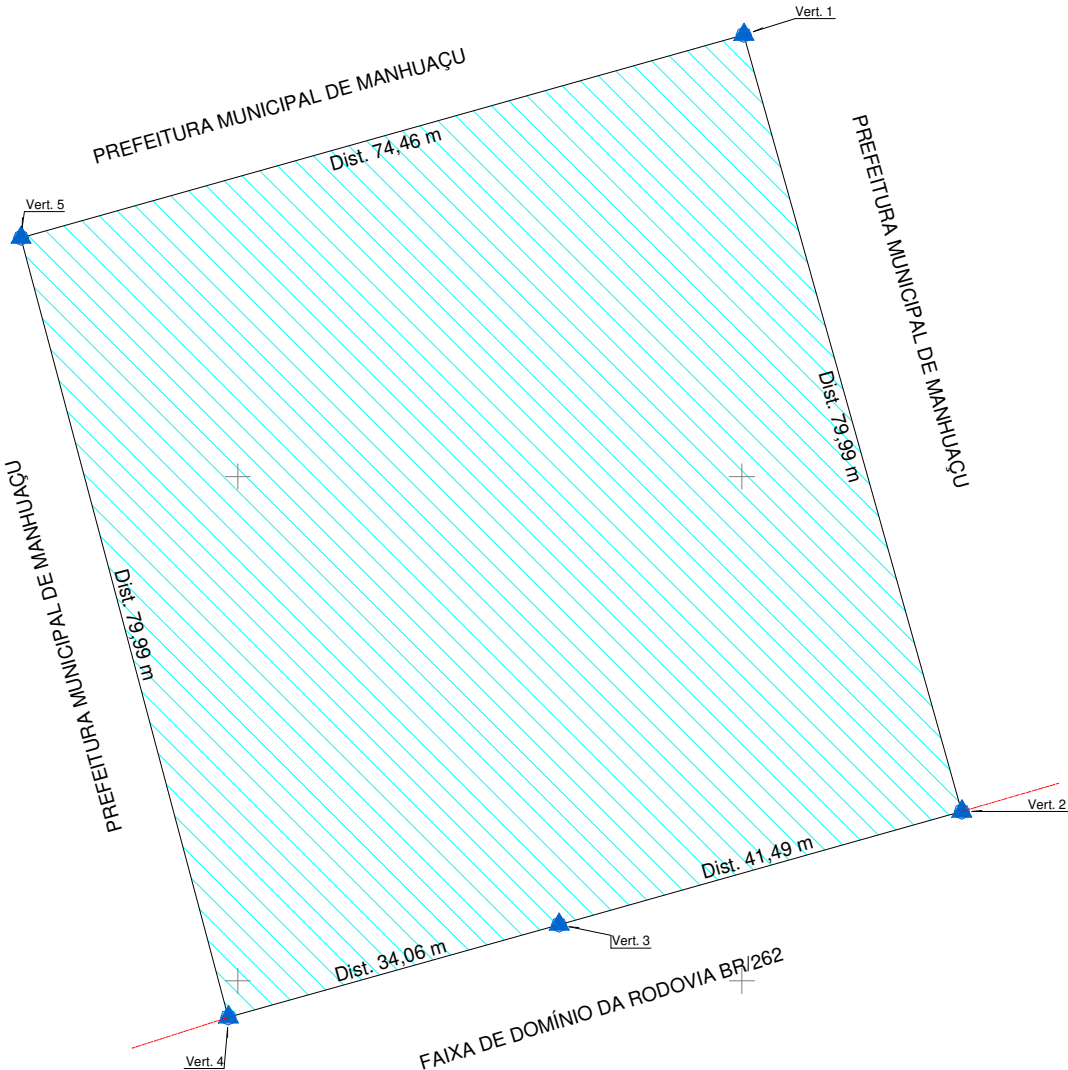 Vert. 1
PREFEITURA MUNICIPAL DE MANHUAÇU
Dist. 74,46 m
PREFEITURA MUNICIPAL DE MANHUAÇU
Vert. 5
Dist. 79,99 m
PREFEITURA MUNICIPAL DE MANHUAÇU
Dist. 79,99 m
Vert. 2
Dist. 41,49 m
Vert. 3
Dist. 34,06 m
FAIXA DE DOMÍNIO DA RODOVIA BR/262
Vert. 4